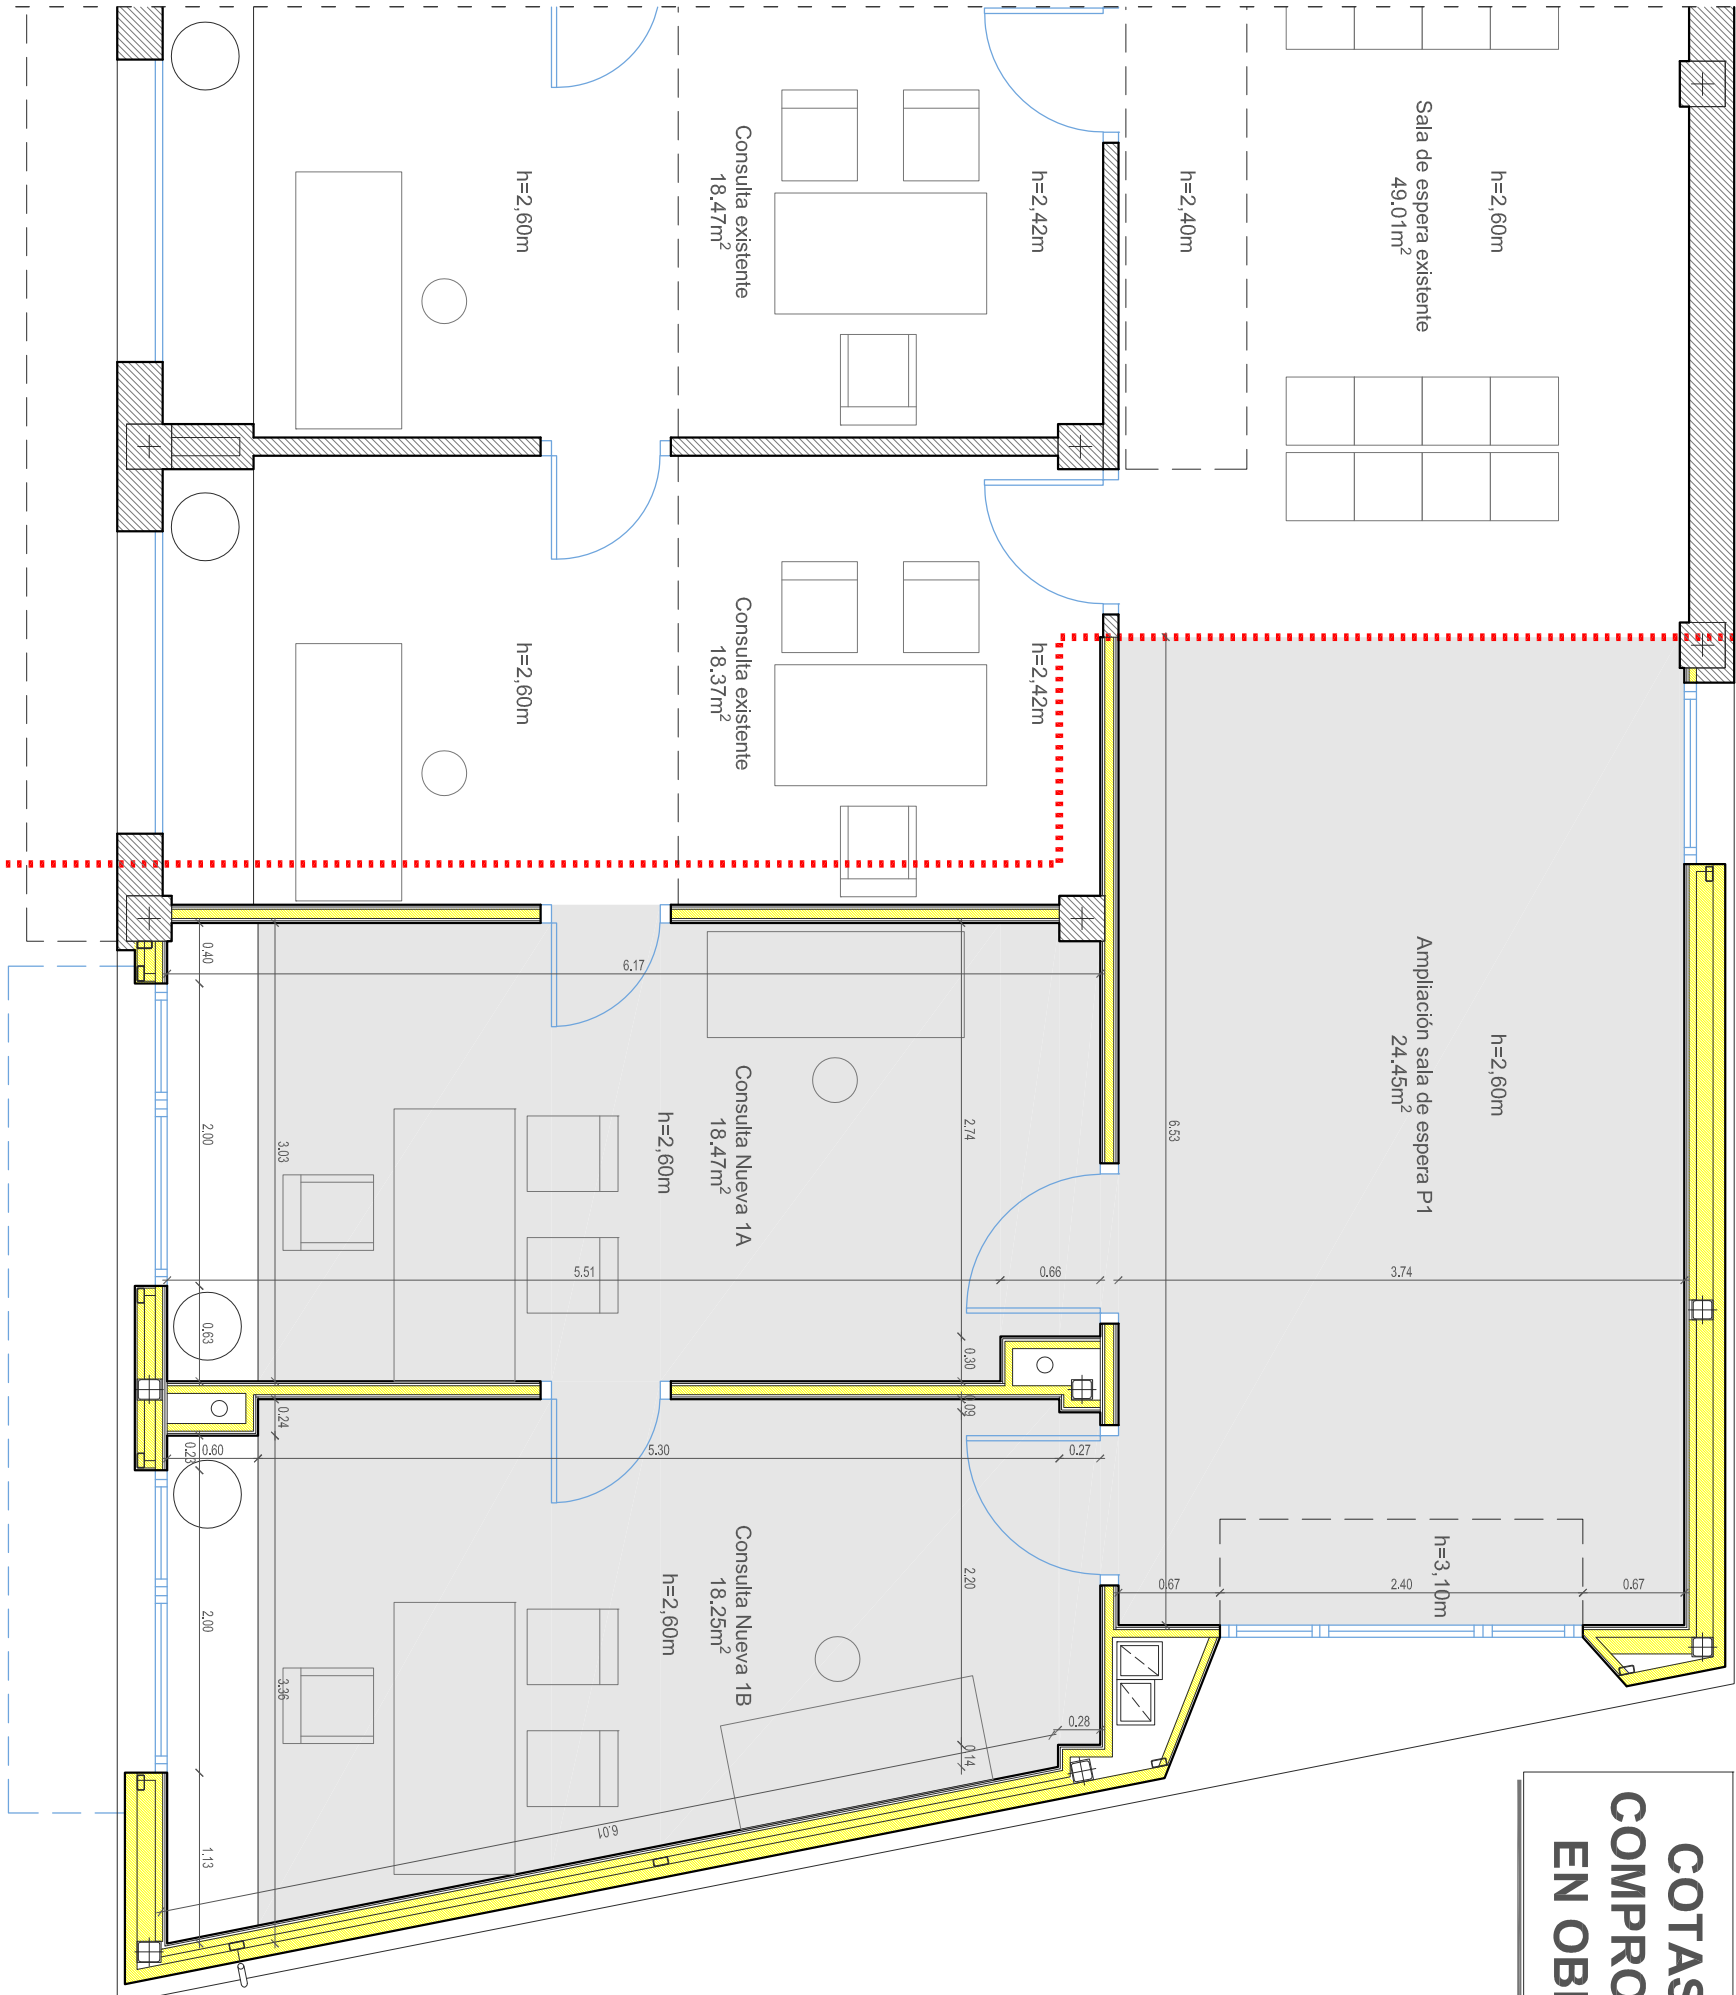 Sala de espera existente
49.01m²
h=2,60m
h=2,40m
h=2,42m
Consulta existente
18.47m²
h=2,60m
h=2,42m
Consulta existente
18.37m²
h=2,60m
Ampliación sala de espera P1
24.45m²
h=2,60m
h=3,10m
Consulta Nueva 1A
18.47m²
h=2,60m
Consulta Nueva 1B
18.25m²
h=2,60m
6.17
0.40
2.00
3.03
2.74
6.53
5.51
0.66
3.74
0.63
0.30
0.09
0.24
0.23
0.60
5.30
0.27
2.20
0.67
2.40
0.67
2.00
3.36
0.28
0.14
6.01
1.13
COTAS
COMPRO
EN OB